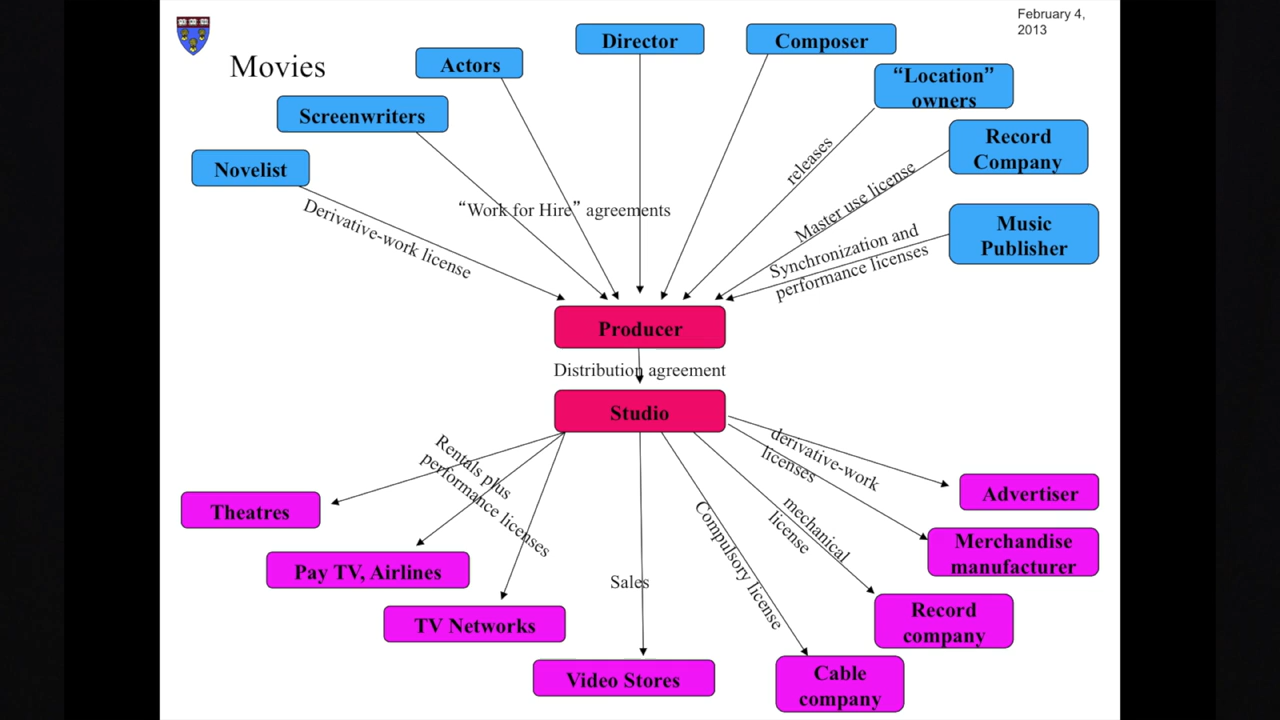 February 4,
2013
Movies
Director
Composer
Actors
“Location”
owners
Screenwriters
Record
Company
Novelist
Music
Publisher
releases
Master use license
“Work for Hire” agreements
Derivative-work license
Synchronization and
performance licenses
Producer
Distribution agreement
Studio
Rentals plus
performance licenses
derivative-work
licenses
Theatres
Advertiser
mechanical
license
Compulsory license
Pay TV, Airlines
Merchandise
manufacturer
Sales
TV Networks
Record
company
Video Stores
Cable
company